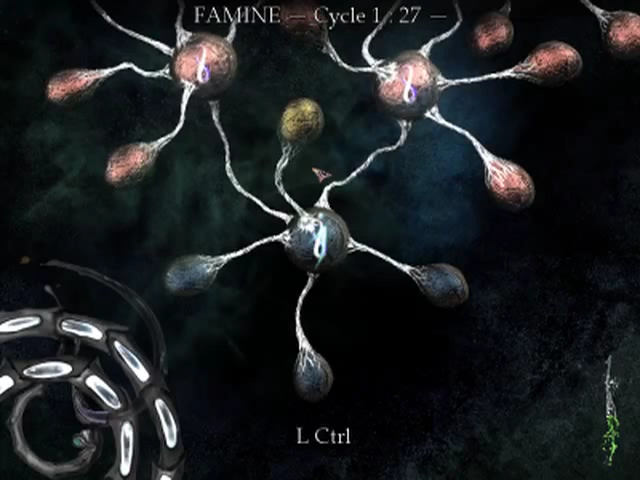 FAMINE — Cycle 1 : 27 —
L Ctrl